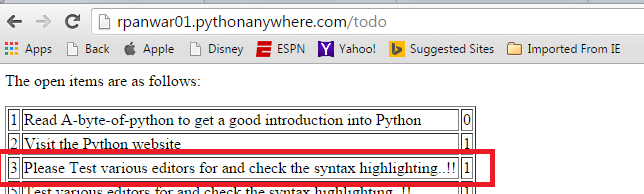 rpanwar01.pythonanywhere.com/todo
Apps Back Apple Disney ESPN Yahoo! Suggested Sites Imported From IE
The open items are as follows:
1 Read A-byte-of-python to get a good introduction into Python 0
2 Visit the Python website 1
3 Please Test various editors for and check the syntax highlighting..!! 1
5 Test various editors for and check the syntax highlighting..!! 1